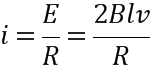 i = E/R = 2Blv/R